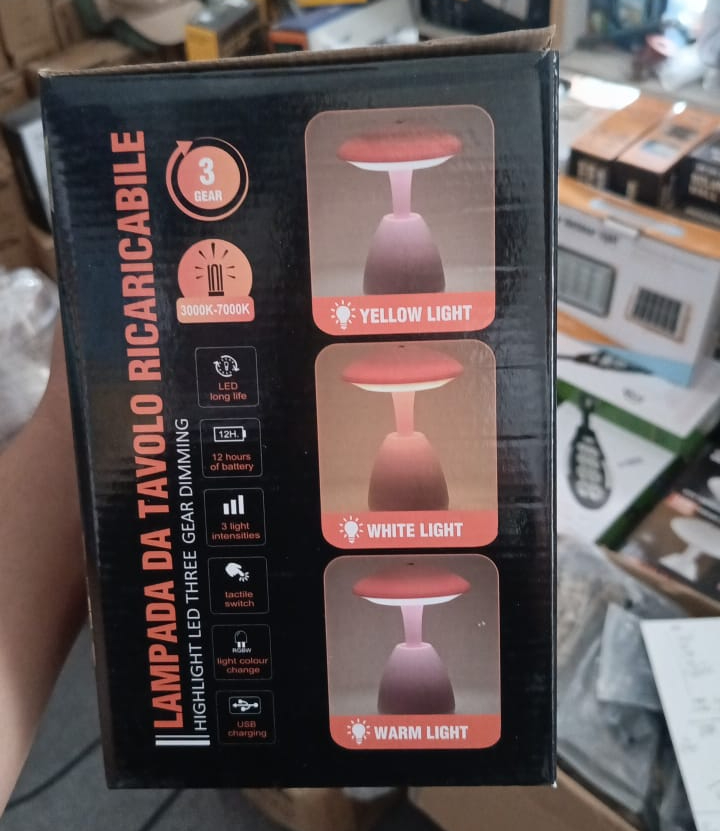 LAMPADA DA TAVOLO RICARICABILE
HIGHLIGHT LED THREE GEAR DIMMING
3
GEAR
3000K-7000K
LED
long life
12H.
12 hours
of battery
3 light
intensities
tactile
switch
RGBW
light colour
change
USB
charging
YELLOW LIGHT
WHITE LIGHT
WARM LIGHT